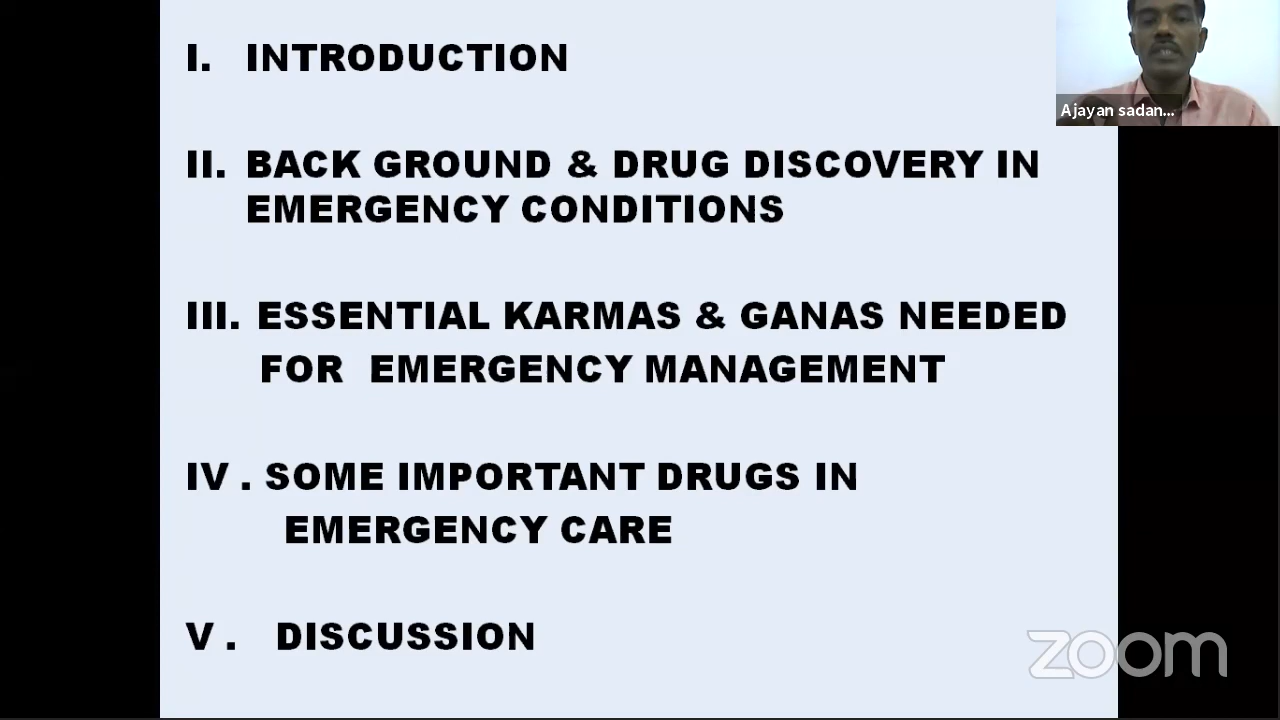 I. INTRODUCTION
Ajayan sadan...
II. BACK GROUND & DRUG DISCOVERY IN
EMERGENCY CONDITIONS
III. ESSENTIAL KARMAS & GANAS NEEDED
FOR EMERGENCY MANAGEMENT
IV . SOME IMPORTANT DRUGS IN
EMERGENCY CARE
V . DISCUSSION
zoom